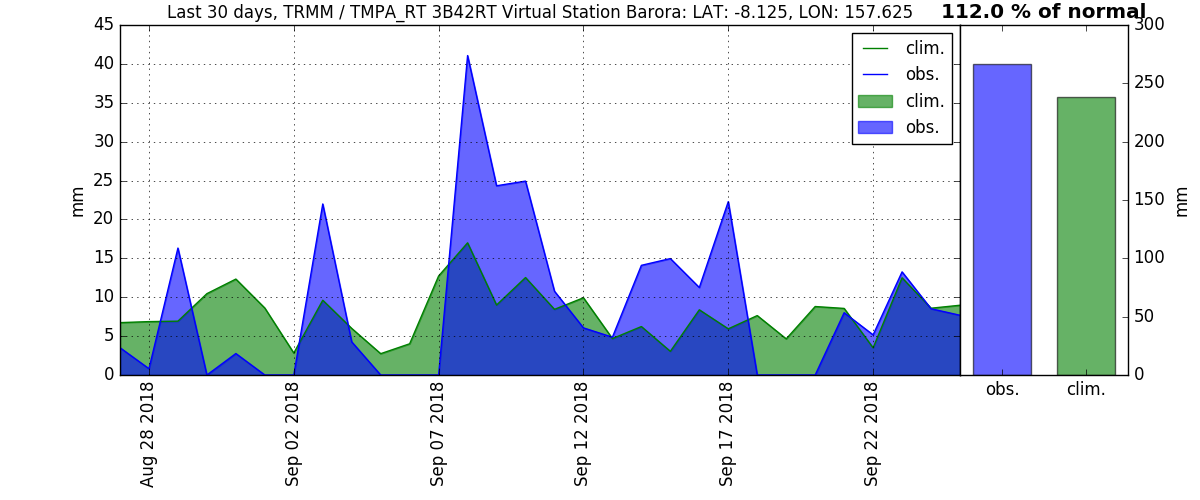 Last 30 days, TRMM / TMPA_RT 3B42RT Virtual Station Barora: LAT: -8.125, LON: 157.625
112.0 % of normal
45
40
35
30
25
20
15
10
5
0
mm
clim.
obs.
clim.
obs.
300
250
200
150
100
50
0
mm
obs.
clim.
Aug 28 2018
Sep 02 2018
Sep 07 2018
Sep 12 2018
Sep 17 2018
Sep 22 2018